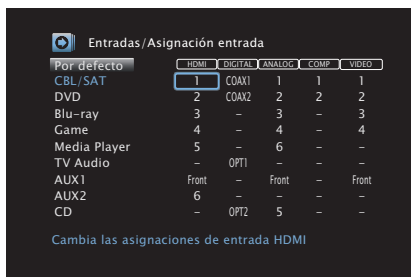 Entradas/Asignación entrada
Por defecto HDMI DIGITAL ANALOG COMP VIDEO
CBL/SAT 1 COAX1 1 1 1
DVD 2 COAX2 2 2 2
Blu-ray 3 – 3 – 3
Game 4 – 4 – 4
Media Player 5 – 6 – –
TV Audio – OPT1 – – –
AUX1 Front – Front – Front
AUX2 6 – – – –
CD – OPT2 5 – –
Cambia las asignaciones de entrada HDMI